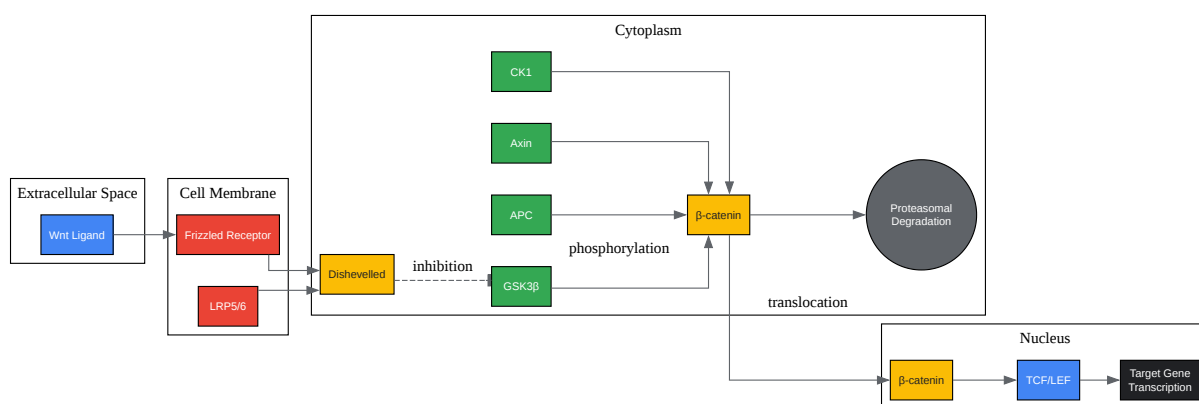 Cytoplasm
CK1
Axin
Extracellular Space
Cell Membrane
Wnt Ligand
Frizzled Receptor
APC
β-catenin
Proteasomal
Degradation
phosphorylation
Dishevelled
inhibition
GSK3β
LRP5/6
translocation
Nucleus
β-catenin
TCF/LEF
Target Gene
Transcription